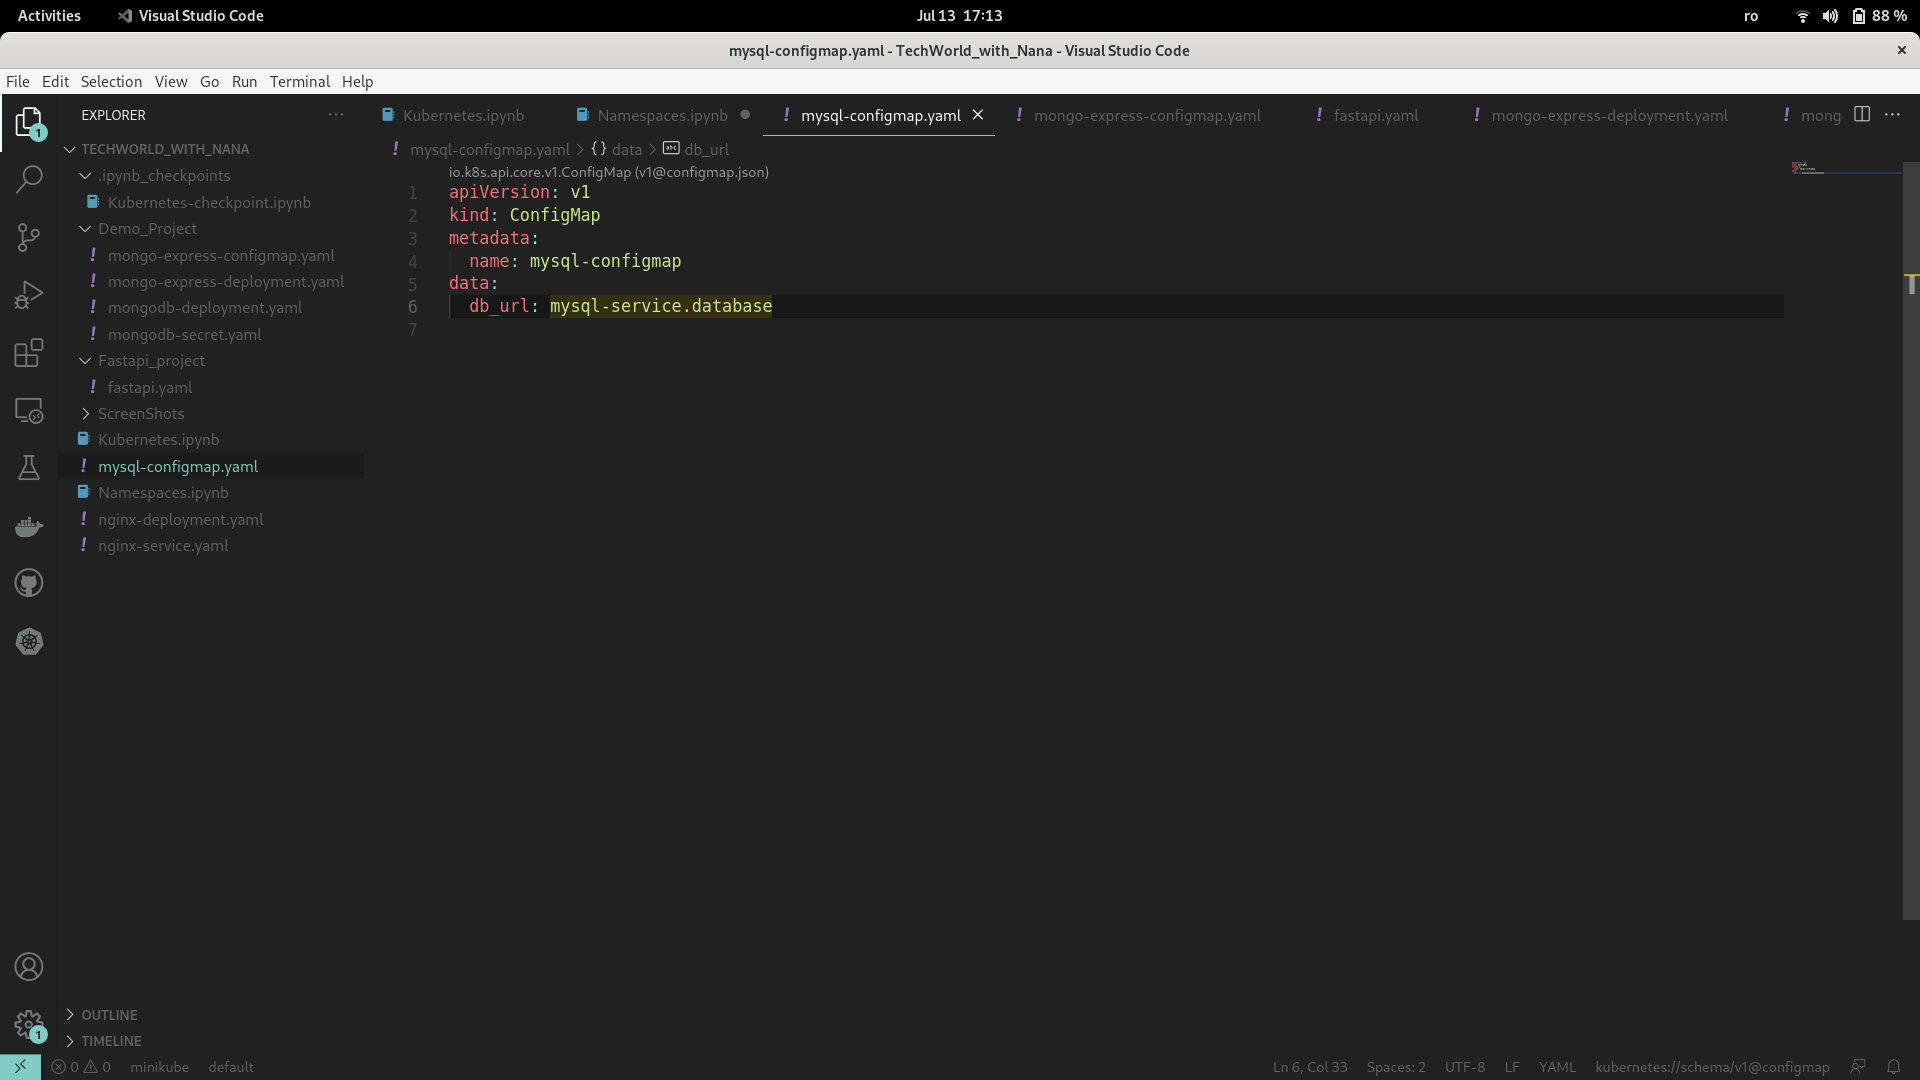 Activities
Visual Studio Code
Jul 13 17:13
ro
88 %
mysql-configmap.yaml - TechWorld_with_Nana - Visual Studio Code
File Edit Selection View Go Run Terminal Help
1
EXPLORER
Kubernetes.ipynb
Namespaces.ipynb
mysql-configmap.yaml
mongo-express-configmap.yaml
fastapi.yaml
mongo-express-deployment.yaml
mong
TECHWORLD_WITH_NANA
.ipynb_checkpoints
Kubernetes-checkpoint.ipynb
Demo_Project
mongo-express-configmap.yaml
mongo-express-deployment.yaml
mongodb-deployment.yaml
mongodb-secret.yaml
Fastapi_project
fastapi.yaml
ScreenShots
Kubernetes.ipynb
mysql-configmap.yaml
Namespaces.ipynb
nginx-deployment.yaml
nginx-service.yaml
mysql-configmap.yaml > {} data > abc db_url
io.k8s.api.core.v1.ConfigMap (v1@configmap.json)
1 apiVersion: v1
2 kind: ConfigMap
3 metadata:
4 name: mysql-configmap
5 data:
6 db_url: mysql-service.database
7
OUTLINE
TIMELINE
1
0 0 minikube default
Ln 6, Col 33 Spaces: 2 UTF-8 LF YAML kubernetes://schema/v1@configmap